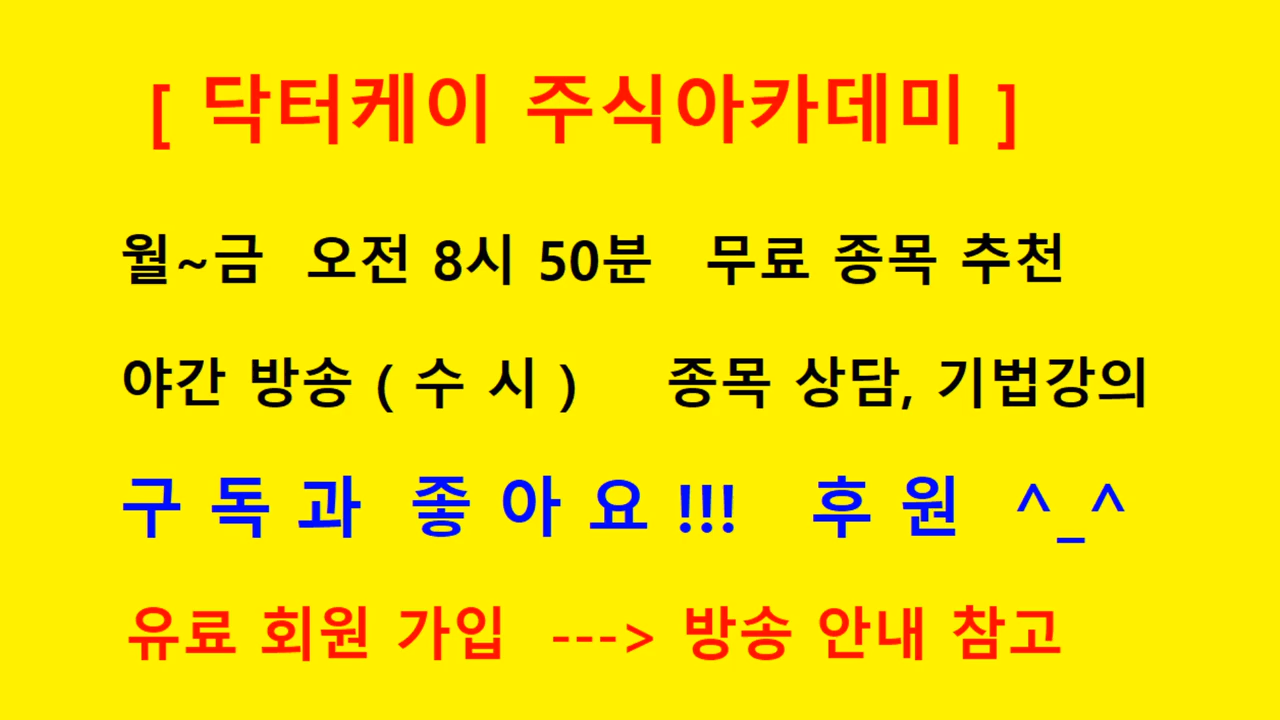 [ 닥터케이 주식아카데미 ]
월~금 오전 8시 50분 무료 종목 추천
야간 방송 ( 수 시 ) 종목 상담, 기법강의
구 독 과 좋 아 요 !!! 후 원 ^_^
유료 회원 가입 ---> 방송 안내 참고